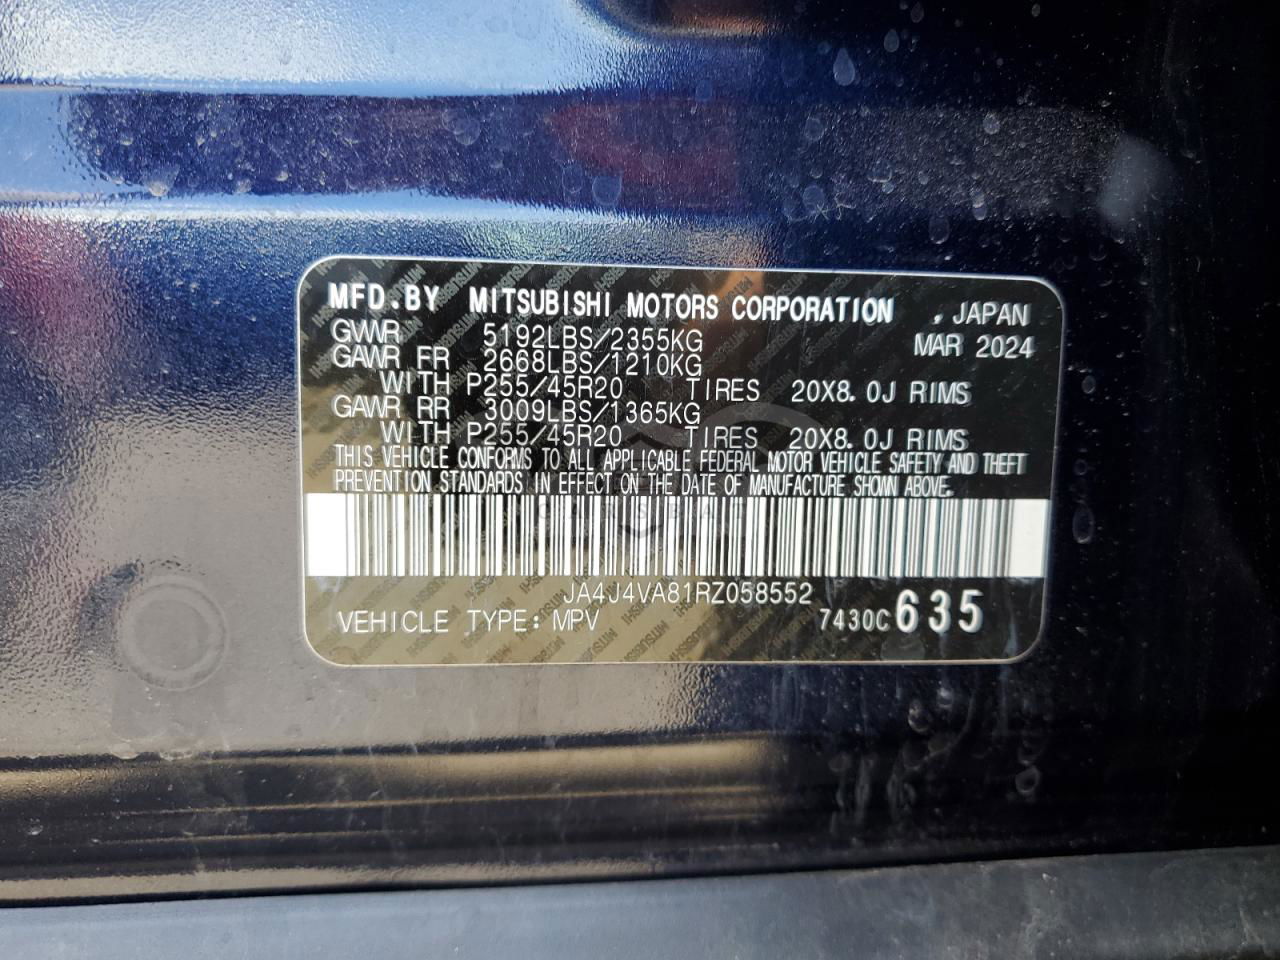 MFD.BY MITSUBISHI MOTORS CORPORATION , JAPAN
GVWR 5192LBS/2355KG MAR 2024
GAWR FR 2668LBS/1210KG
WITH P255/45R20 TIRES 20X8.0J RIMS
GAWR RR 3009LBS/1365KG
WITH P255/45R20 TIRES 20X8.0J RIMS
THIS VEHICLE CONFORMS TO ALL APPLICABLE FEDERAL MOTOR VEHICLE SAFETY AND THEFT
PREVENTION STANDARDS IN EFFECT ON THE DATE OF MANUFACTURE SHOWN ABOVE.
JA4J4VA81RZ058552
VEHICLE TYPE: MPV 7430C 635